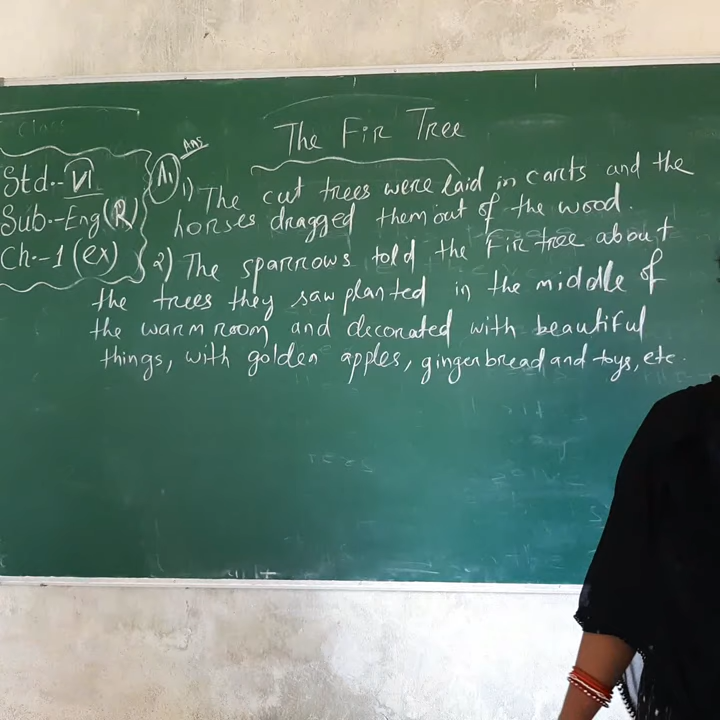 Class
The Fir Tree
Std.- VI
Sub.- Eng(R)
Ch.-1 (ex)
Ans
A1
1) The cut trees were laid in carts and the
horses dragged them out of the wood.
2) The sparrows told the Fir tree about
the trees they saw planted in the middle of
the warm room and decorated with beautiful
things, with golden apples, gingerbread and toys, etc.